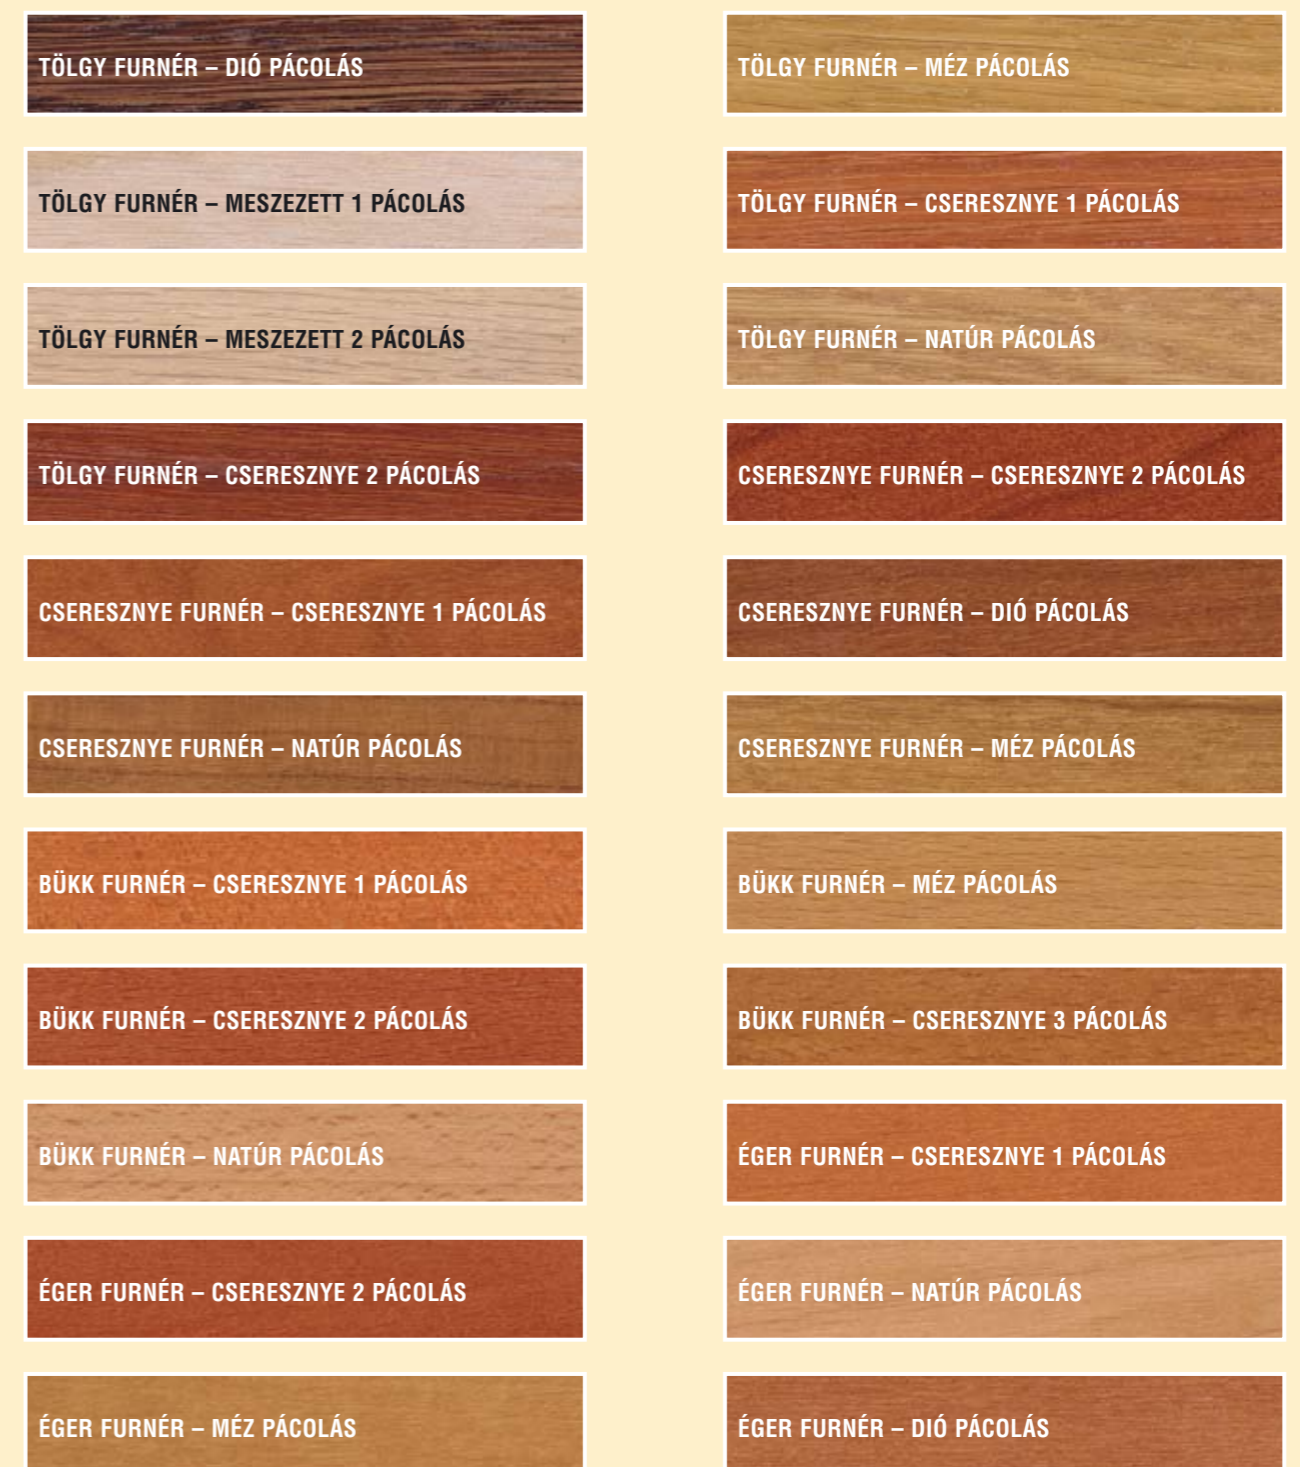 TÖLGY FURNÉR – DIÓ PÁCOLÁS
TÖLGY FURNÉR – MÉZ PÁCOLÁS
TÖLGY FURNÉR – MESZEZETT 1 PÁCOLÁS
TÖLGY FURNÉR – CSERESZNYE 1 PÁCOLÁS
TÖLGY FURNÉR – MESZEZETT 2 PÁCOLÁS
TÖLGY FURNÉR – NATÚR PÁCOLÁS
TÖLGY FURNÉR – CSERESZNYE 2 PÁCOLÁS
CSERESZNYE FURNÉR – CSERESZNYE 2 PÁCOLÁS
CSERESZNYE FURNÉR – CSERESZNYE 1 PÁCOLÁS
CSERESZNYE FURNÉR – DIÓ PÁCOLÁS
CSERESZNYE FURNÉR – NATÚR PÁCOLÁS
CSERESZNYE FURNÉR – MÉZ PÁCOLÁS
BÜKK FURNÉR – CSERESZNYE 1 PÁCOLÁS
BÜKK FURNÉR – MÉZ PÁCOLÁS
BÜKK FURNÉR – CSERESZNYE 2 PÁCOLÁS
BÜKK FURNÉR – CSERESZNYE 3 PÁCOLÁS
BÜKK FURNÉR – NATÚR PÁCOLÁS
ÉGER FURNÉR – CSERESZNYE 1 PÁCOLÁS
ÉGER FURNÉR – CSERESZNYE 2 PÁCOLÁS
ÉGER FURNÉR – NATÚR PÁCOLÁS
ÉGER FURNÉR – MÉZ PÁCOLÁS
ÉGER FURNÉR – DIÓ PÁCOLÁS